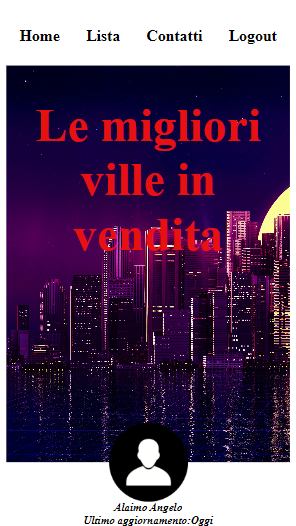 Home Lista Contatti Logout
Le migliori
ville in
vendita
Alaimo Angelo
Ultimo aggiornamento:Oggi